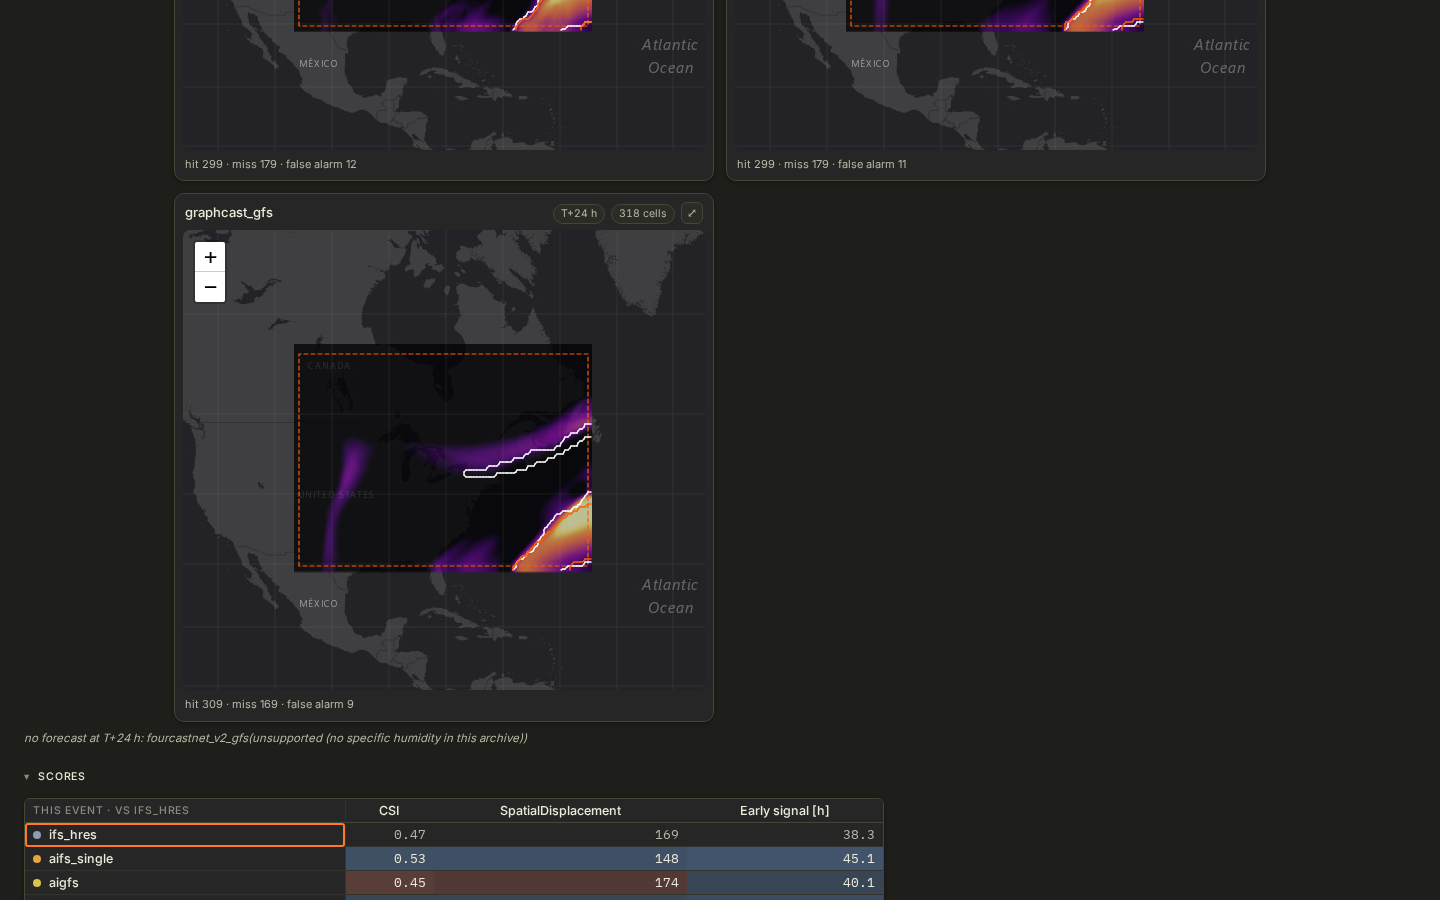 Atlantic
Ocean
MÉXICO
hit 299 · miss 179 · false alarm 12
Atlantic
Ocean
MÉXICO
hit 299 · miss 179 · false alarm 11
graphcast_gfs
T+24 h
318 cells
+
−
CANADA
UNITED STATES
MÉXICO
Atlantic
Ocean
hit 309 · miss 169 · false alarm 9
no forecast at T+24 h: fourcastnet_v2_gfs(unsupported (no specific humidity in this archive))
▾ SCORES
THIS EVENT · VS IFS_HRES CSI SpatialDisplacement Early signal [h]
ifs_hres 0.47 169 38.3
aifs_single 0.53 148 45.1
aigfs 0.45 174 40.1